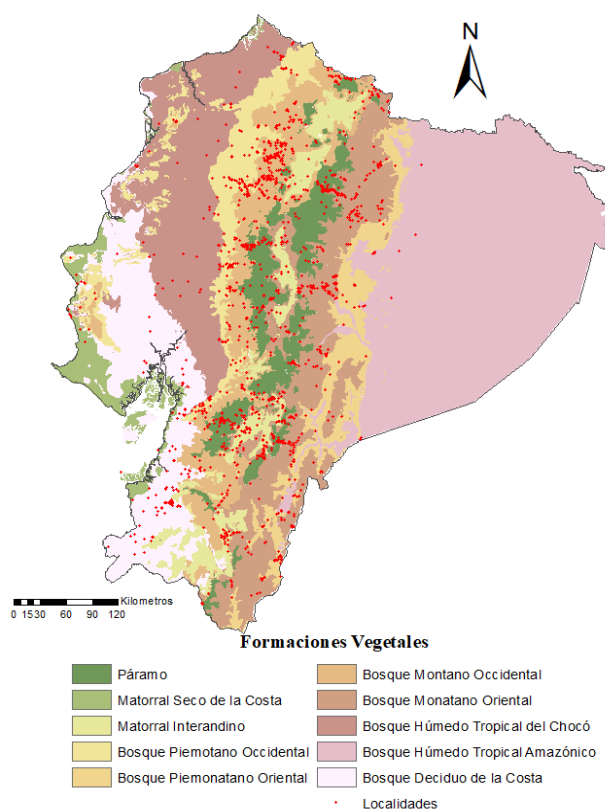 N
Kilometros
0 1530 60 90 120
Formaciones Vegetales
Páramo
Matorral Seco de la Costa
Matorral Interandino
Bosque Piemotano Occidental
Bosque Piemonatano Oriental
Bosque Montano Occidental
Bosque Monatano Oriental
Bosque Húmedo Tropical del Chocó
Bosque Húmedo Tropical Amazónico
Bosque Deciduo de la Costa
Localidades